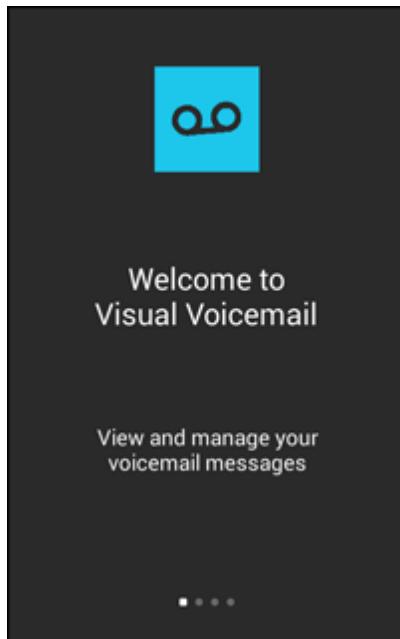 Welcome to
Visual Voicemail
View and manage your
voicemail messages